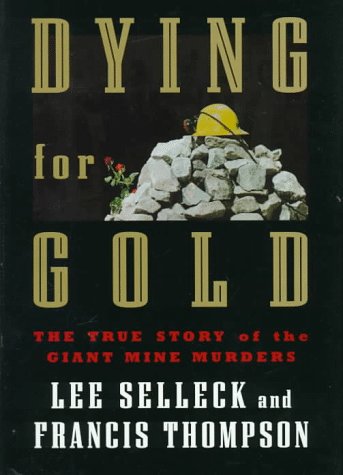 DYING
for
GOLD
THE TRUE STORY of the
GIANT MINE MURDERS
LEE SELLECK and
FRANCIS THOMPSON